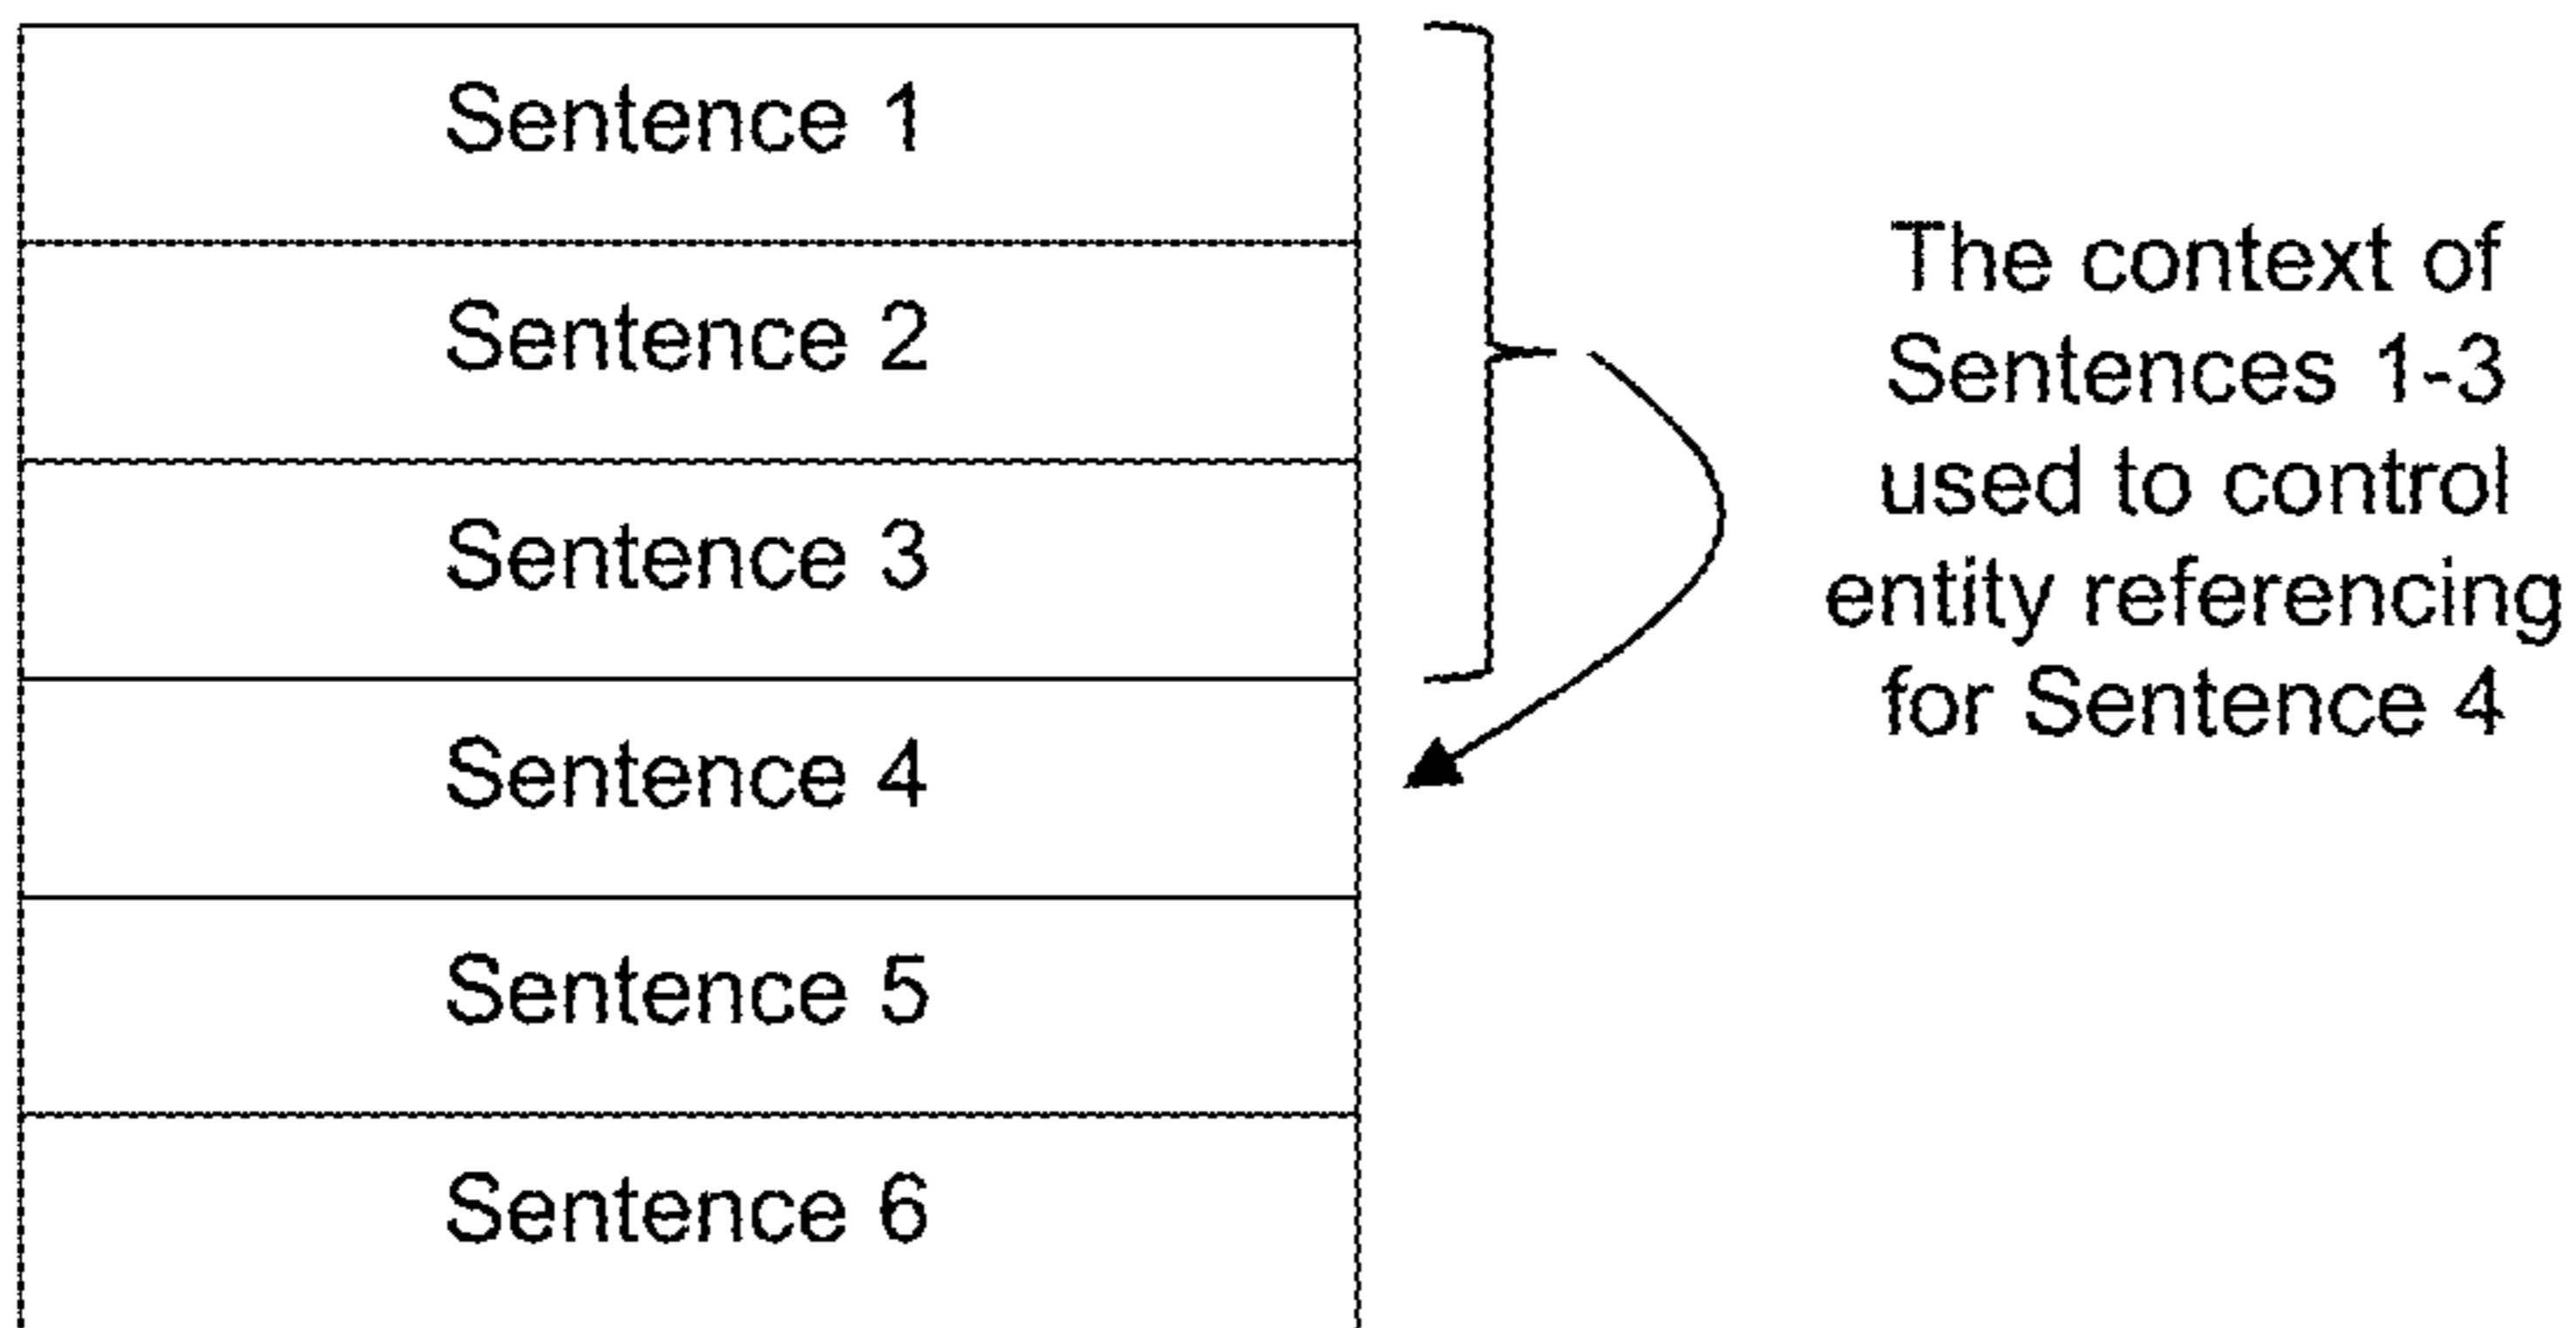 Sentence 1
Sentence 2
Sentence 3
Sentence 4
Sentence 5
Sentence 6
The context of
Sentences 1-3
used to control
entity referencing
for Sentence 4